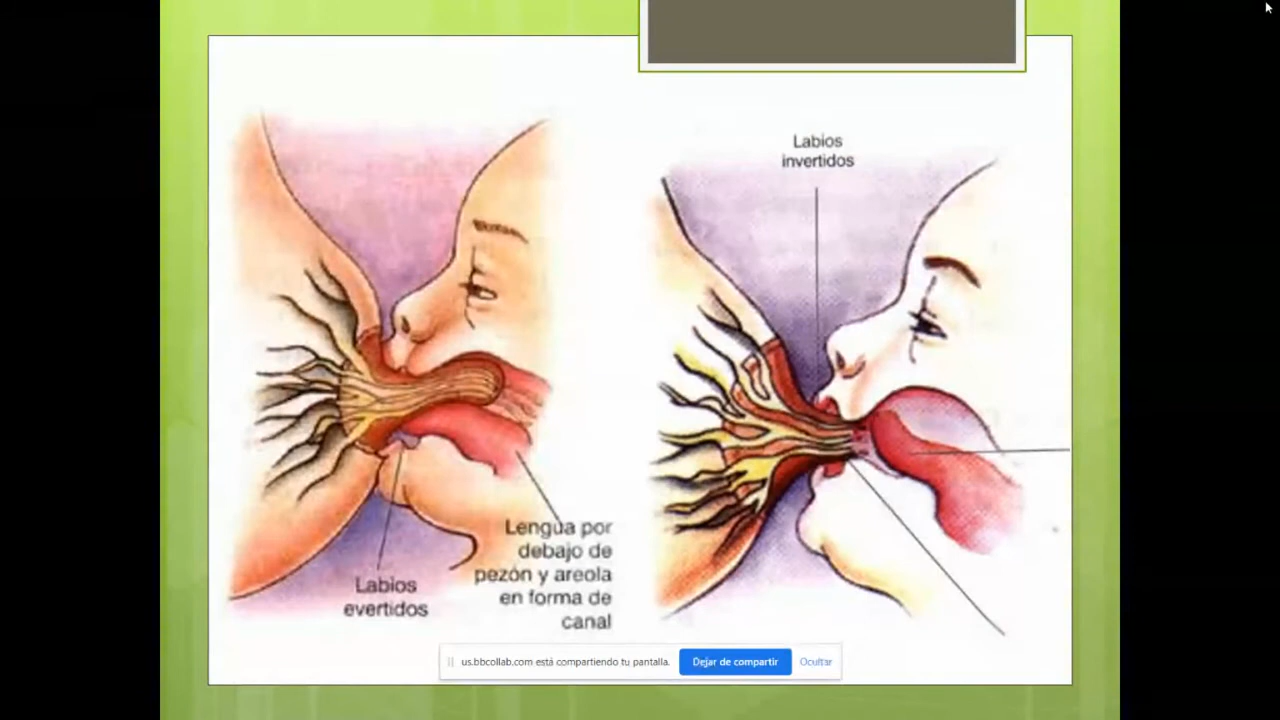 Labios
invertidos
Lengua por
debajo de
pezón y areola
en forma de
canal
Labios
evertidos
us.bbcollab.com está compartiendo tu pantalla.
Dejar de compartir
Ocultar